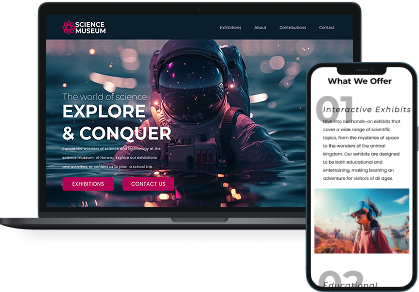 SCIENCE
MUSEUM
Exhibitions
About
Contributions
Contact
The world of science
EXPLORE
& CONQUER
Explore the wonders of science and technology at the
science museum, of Norway. Explore our exhibitions
and activities, or contact us to plan a school trip.
EXHIBITIONS
CONTACT US
What We Offer
01
Interactive Exhibits
Dive into our hands-on exhibits that
cover a wide range of scientific
topics, from the mysteries of space
to the wonders of the animal
kingdom. Our exhibits are designed
to be both educational and
entertaining, making learning an
adventure for visitors of all ages.
02
Educational